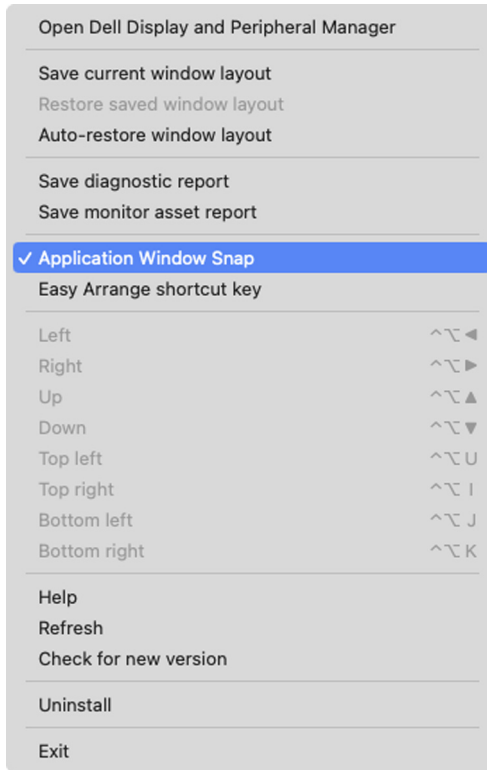 Open Dell Display and Peripheral Manager
Save current window layout
Restore saved window layout
Auto-restore window layout
Save diagnostic report
Save monitor asset report
✓ Application Window Snap
Easy Arrange shortcut key
Left ⌃⌥◀
Right ⌃⌥▶
Up ⌃⌥▲
Down ⌃⌥▼
Top left ⌃⌥ U
Top right ⌃⌥ I
Bottom left ⌃⌥ J
Bottom right ⌃⌥ K
Help
Refresh
Check for new version
Uninstall
Exit